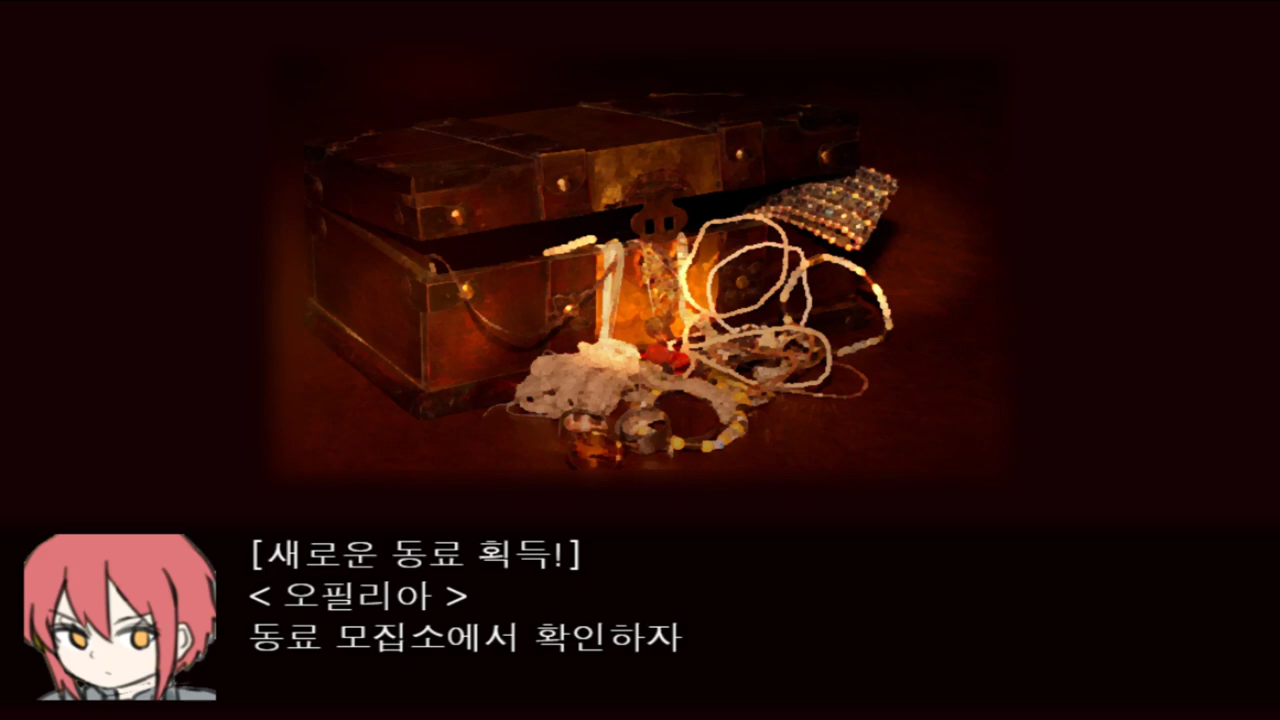 [새로운 동료 획득!]
< 오필리아 >
동료 모집소에서 확인하자